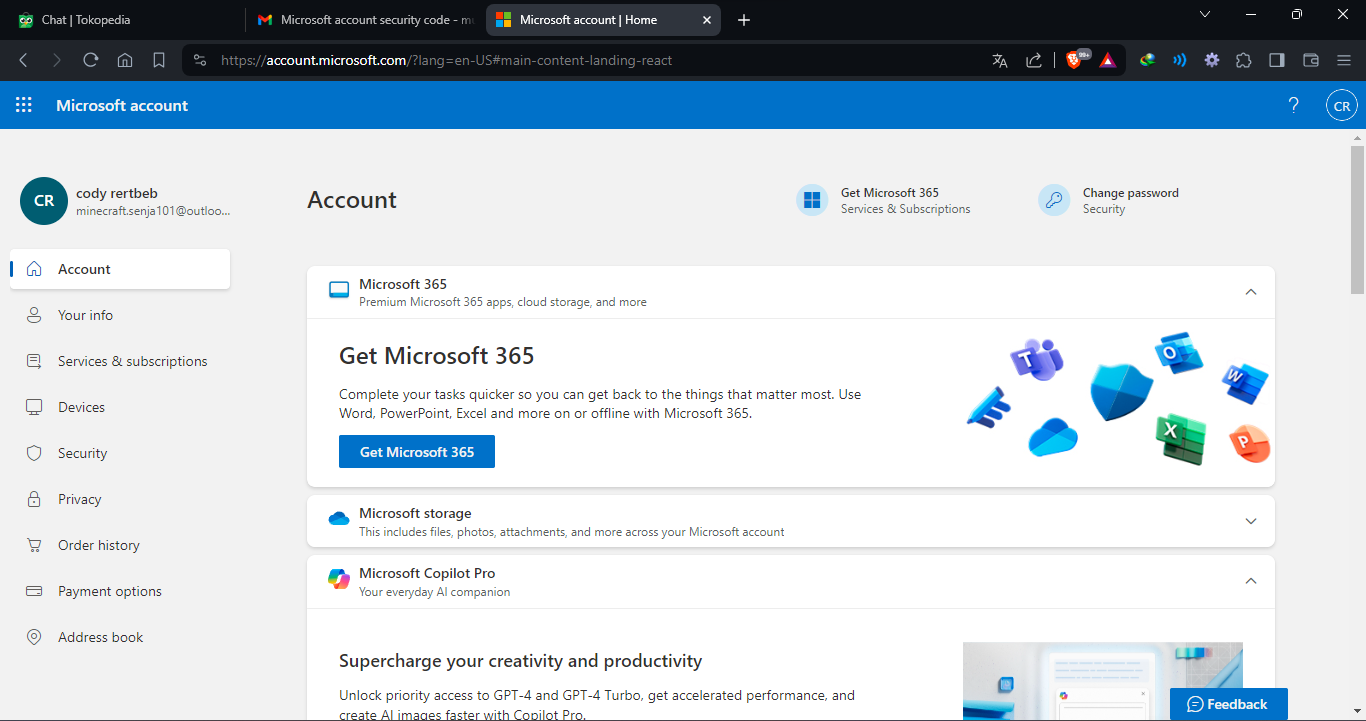 Chat | Tokopedia
Microsoft account security code - m
Microsoft account | Home
https://account.microsoft.com/?lang=en-US#main-content-landing-react
99+
Microsoft account
?
CR
CR
cody rertbeb
minecraft.senja101@outloo...
Account
Get Microsoft 365
Services & Subscriptions
Change password
Security
Account
Your info
Services & subscriptions
Devices
Security
Privacy
Order history
Payment options
Address book
Microsoft 365
Premium Microsoft 365 apps, cloud storage, and more
Get Microsoft 365
Complete your tasks quicker so you can get back to the things that matter most. Use
Word, PowerPoint, Excel and more on or offline with Microsoft 365.
Get Microsoft 365
T
O
W
X
P
Microsoft storage
This includes files, photos, attachments, and more across your Microsoft account
Microsoft Copilot Pro
Your everyday AI companion
Supercharge your creativity and productivity
Unlock priority access to GPT-4 and GPT-4 Turbo, get accelerated performance, and
create AI images faster with Copilot Pro.
Feedback